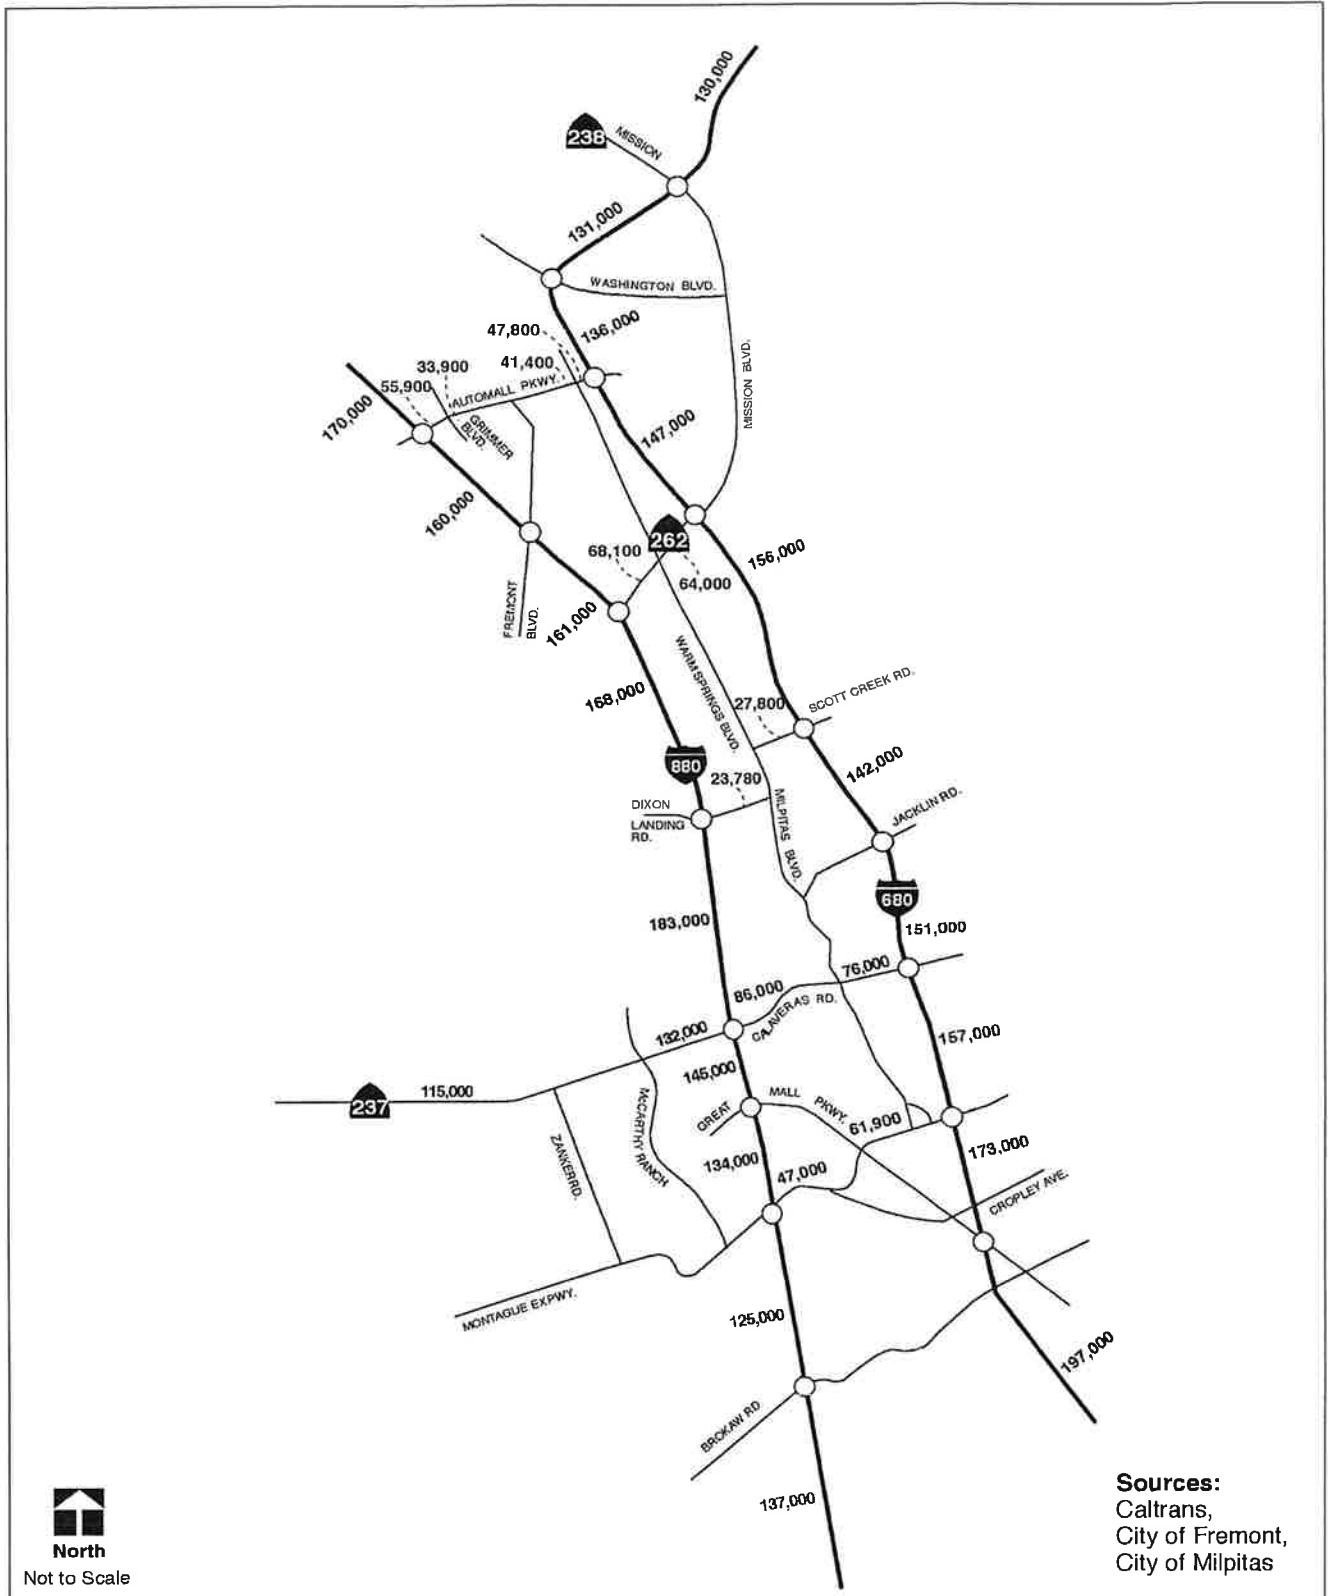 130,000
238
MISSION
131,000
WASHINGTON BLVD.
136,000
47,800
41,400
33,900
55,900
AUTOMALL PKWY.
GRIMMER
BLVD.
170,000
MISSION BLVD.
147,000
160,000
262
68,100
64,000
156,000
FREMONT
BLVD.
161,000
WARM SPRINGS BLVD.
168,000
27,800
SCOTT CREEK RD.
880
23,780
142,000
DIXON
LANDING
RD.
MILPITAS BLVD.
JACKLIN RD.
680
183,000
151,000
76,000
86,000
CALAVERAS RD.
132,000
157,000
145,000
115,000
237
GREAT MALL PKWY.
61,900
McCARTHY RANCH
ZANKER RD.
134,000
47,000
173,000
CROPLEY AVE.
MONTAGUE EXPWY.
125,000
197,000
BROKAW RD
137,000
North
Not to Scale
Sources:
Caltrans,
City of Fremont,
City of Milpitas